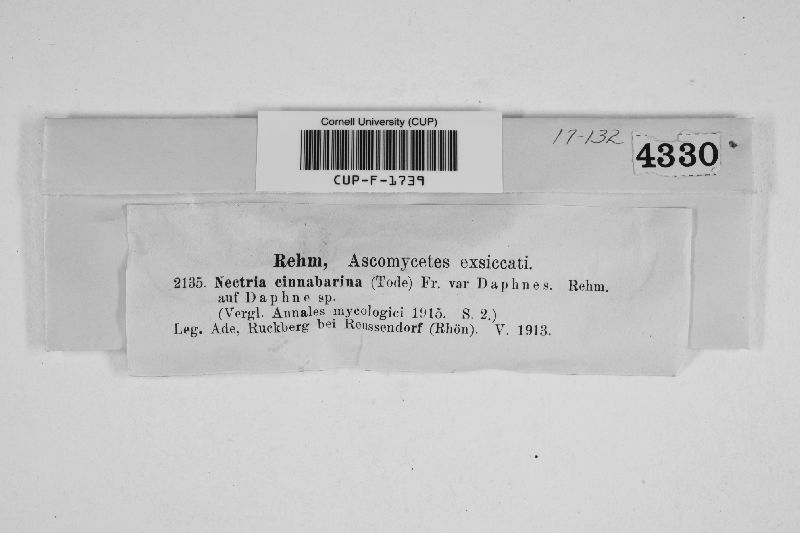 Cornell University (CUP)
CUP-F-1739
17-132
4330
Rehm, Ascomycetes exsiccati.
2135. Nectria cinnabarina (Tode) Fr. var Daphnes. Rehm.
auf Daphne sp.
(Vergl. Annales mycologici 1915. S. 2.)
Leg. Ade, Ruckberg bei Roussendorf (Rhön). V. 1913.